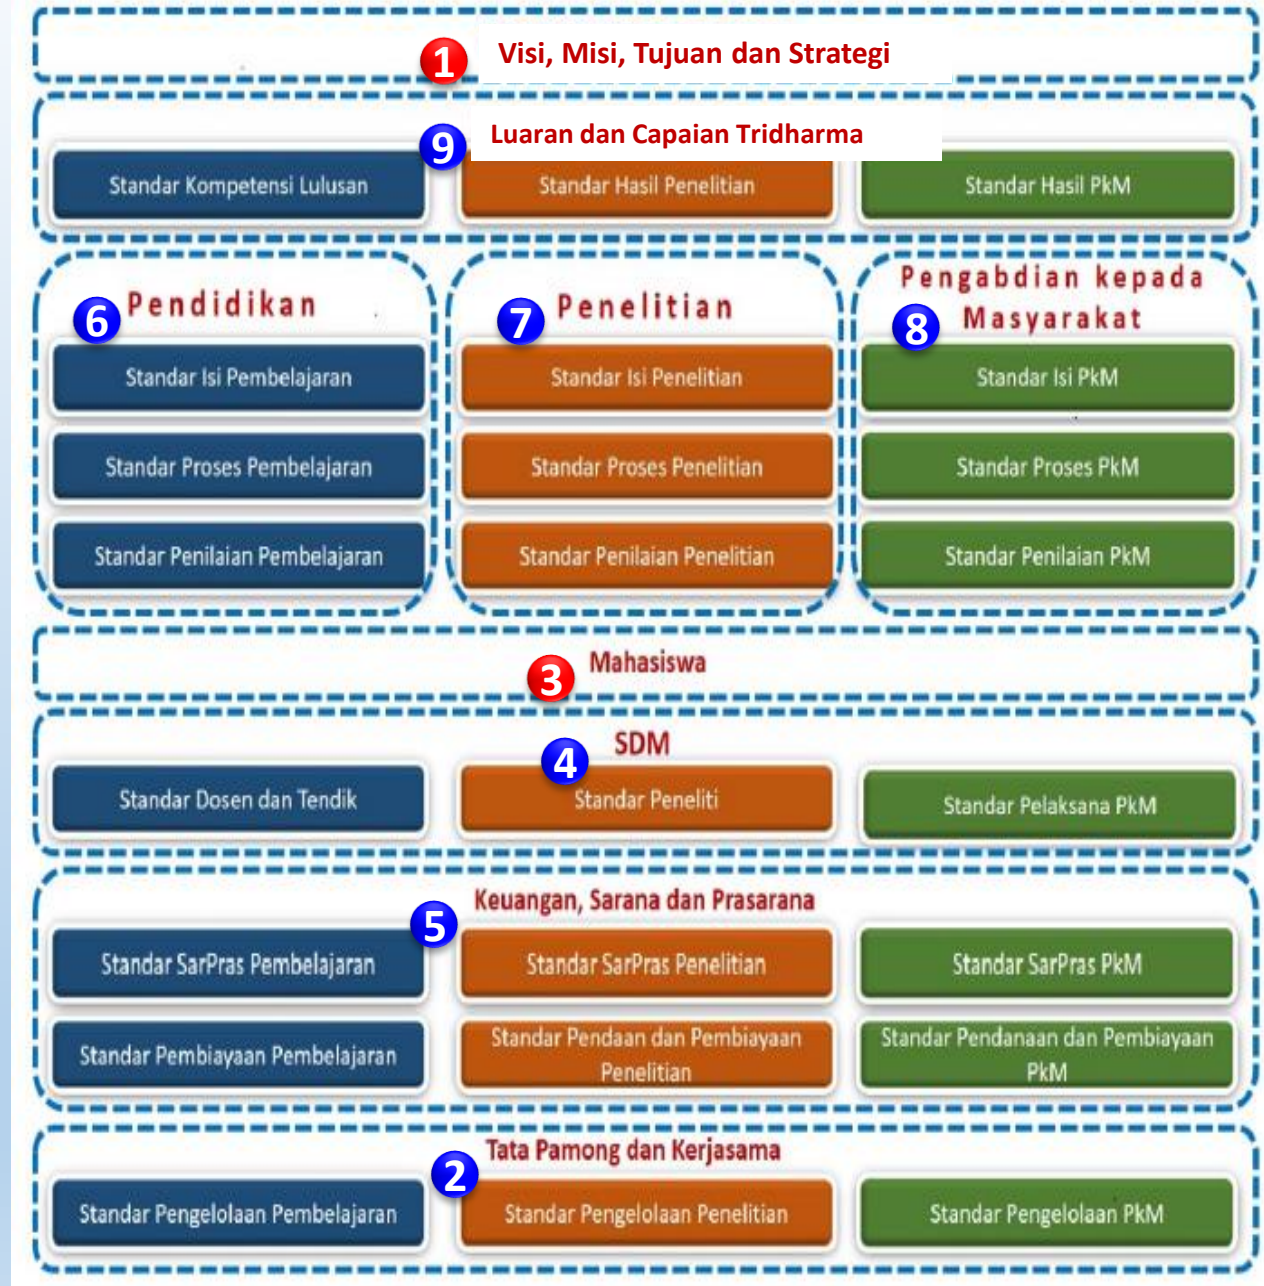 1 Visi, Misi, Tujuan dan Strategi
9 Luaran dan Capaian Tridharma
Standar Kompetensi Lulusan
Standar Hasil Penelitian
Standar Hasil PkM
6 Pendidikan
Standar Isi Pembelajaran
Standar Proses Pembelajaran
Standar Penilaian Pembelajaran
7 Penelitian
Standar Isi Penelitian
Standar Proses Penelitian
Standar Penilaian Penelitian
Pengabdian kepada
8 Masyarakat
Standar Isi PkM
Standar Proses PkM
Standar Penilaian PkM
3 Mahasiswa
4 SDM
Standar Dosen dan Tendik
Standar Peneliti
Standar Pelaksana PkM
5 Keuangan, Sarana dan Prasarana
Standar SarPras Pembelajaran
Standar SarPras Penelitian
Standar SarPras PkM
Standar Pembiayaan Pembelajaran
Standar Pendaan dan Pembiayaan
Penelitian
Standar Pendanaan dan Pembiayaan
PkM
2 Tata Pamong dan Kerjasama
Standar Pengelolaan Pembelajaran
Standar Pengelolaan Penelitian
Standar Pengelolaan PkM